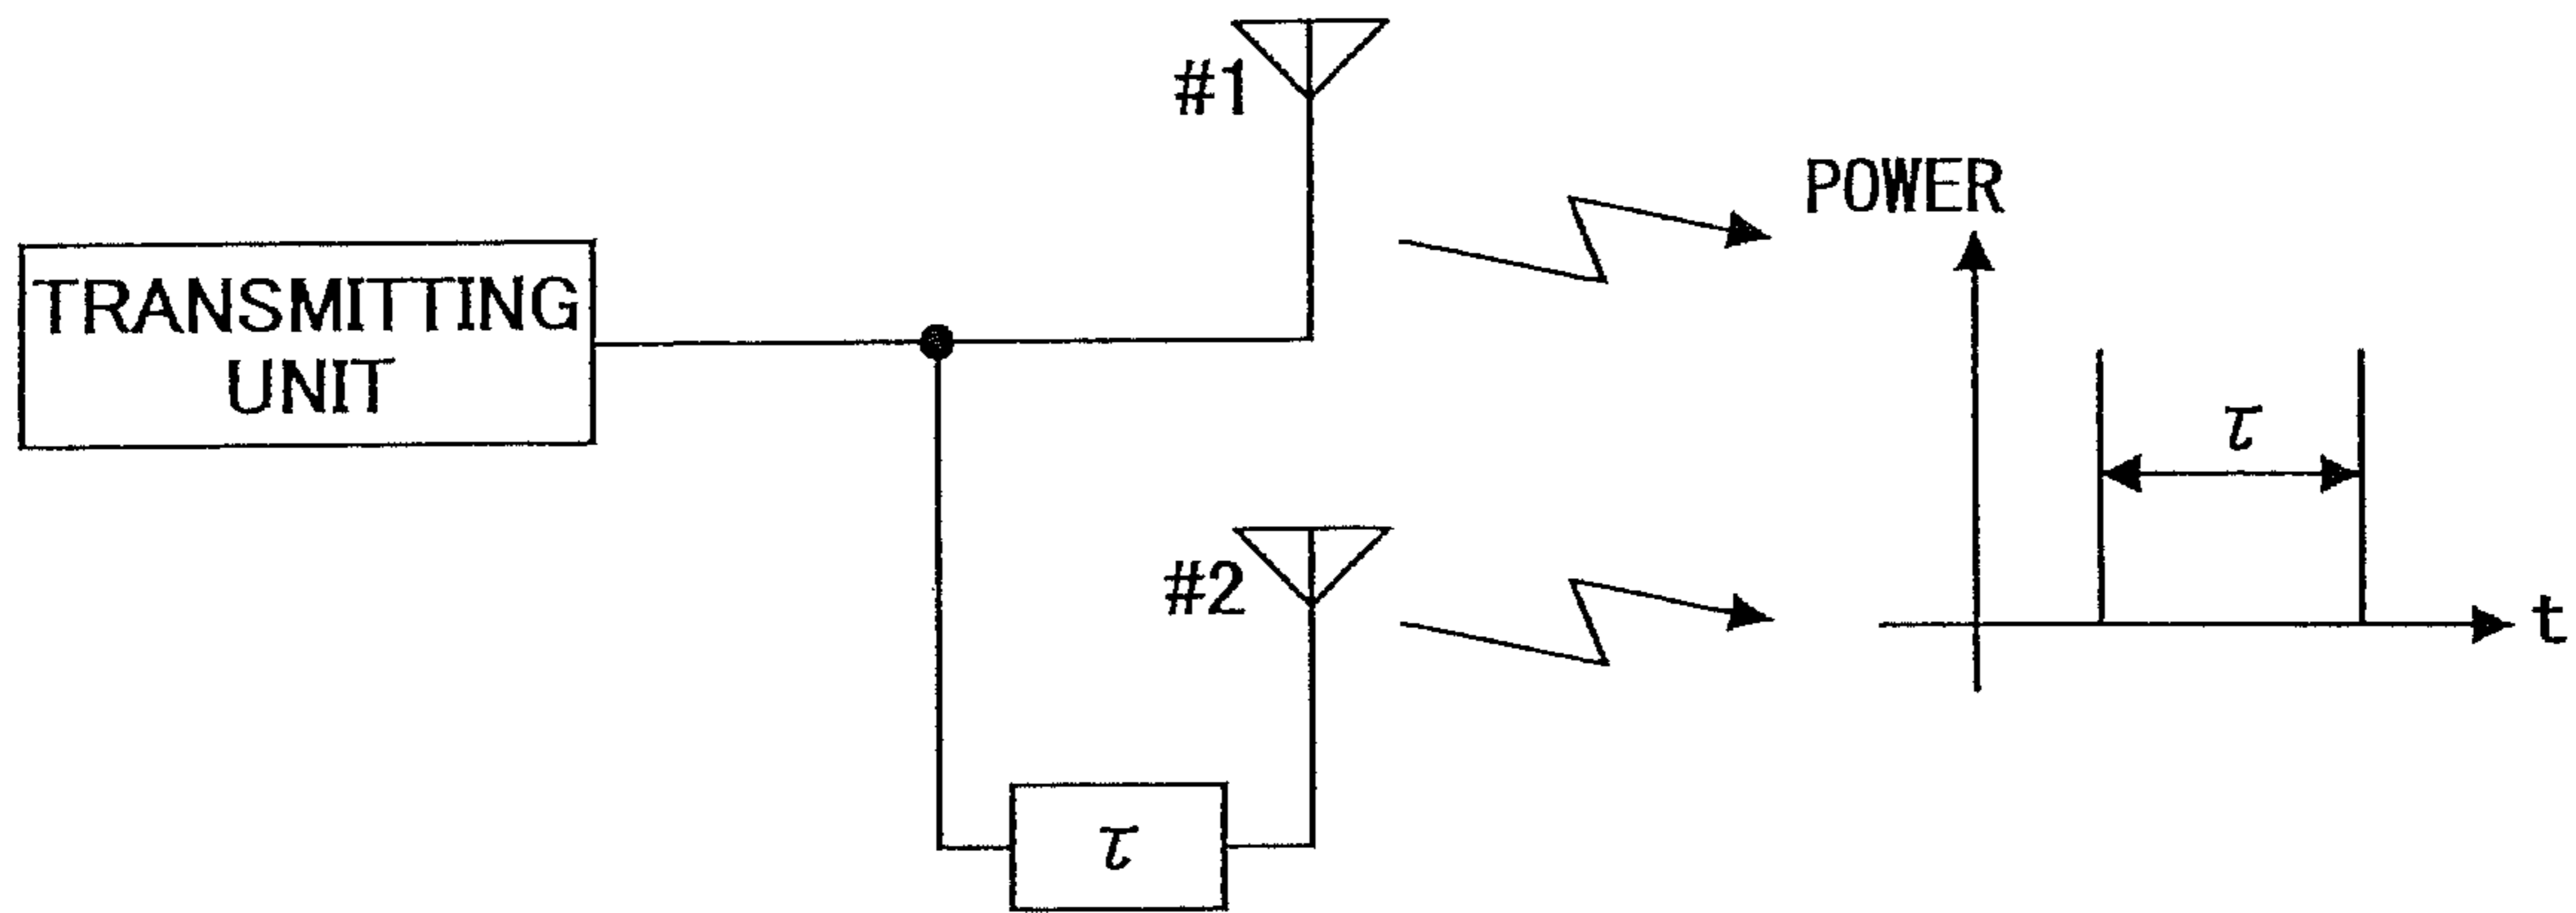 #1
POWER
TRANSMITTING
UNIT
τ
#2
t
τ